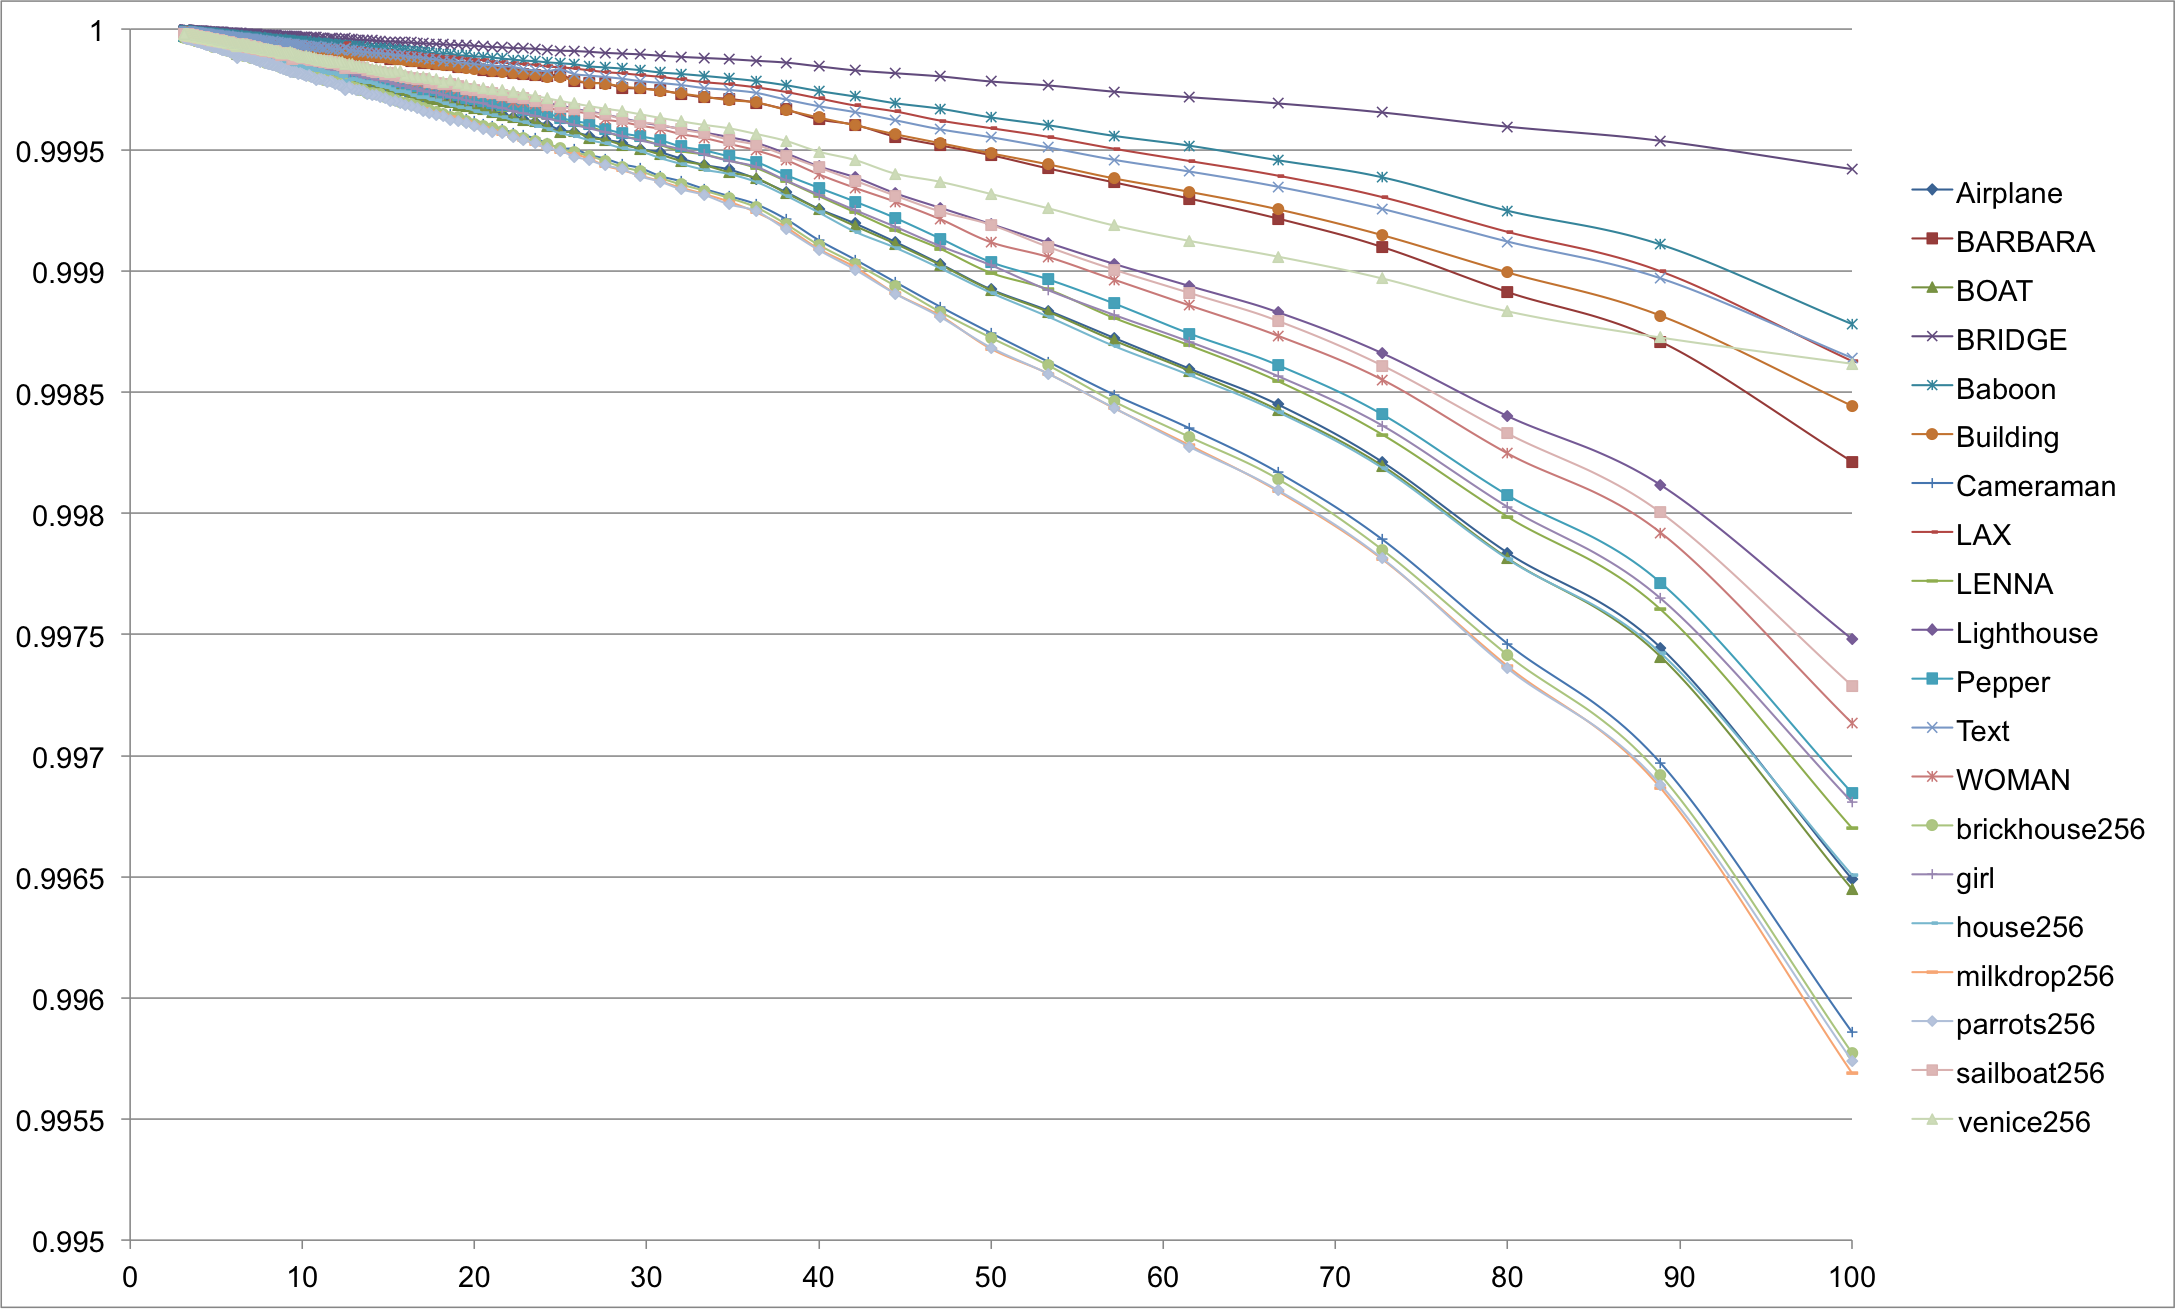 1
0.9995
0.999
0.9985
0.998
0.9975
0.997
0.9965
0.996
0.9955
0.995
0 10 20 30 40 50 60 70 80 90 100
Airplane
BARBARA
BOAT
BRIDGE
Baboon
Building
Cameraman
LAX
LENNA
Lighthouse
Pepper
Text
WOMAN
brickhouse256
girl
house256
milkdrop256
parrots256
sailboat256
venice256